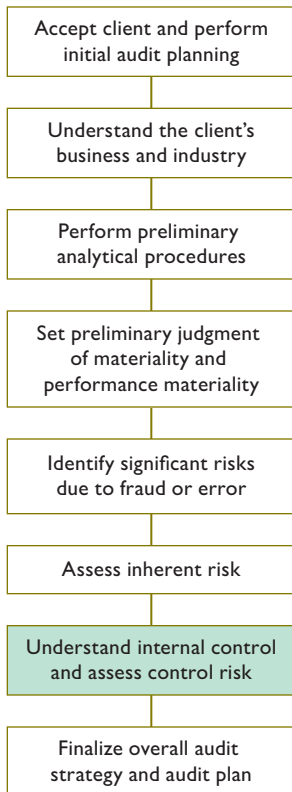 Accept client and perform
initial audit planning
Understand the client's
business and industry
Perform preliminary
analytical procedures
Set preliminary judgment
of materiality and
performance materiality
Identify significant risks
due to fraud or error
Assess inherent risk
Understand internal control
and assess control risk
Finalize overall audit
strategy and audit plan